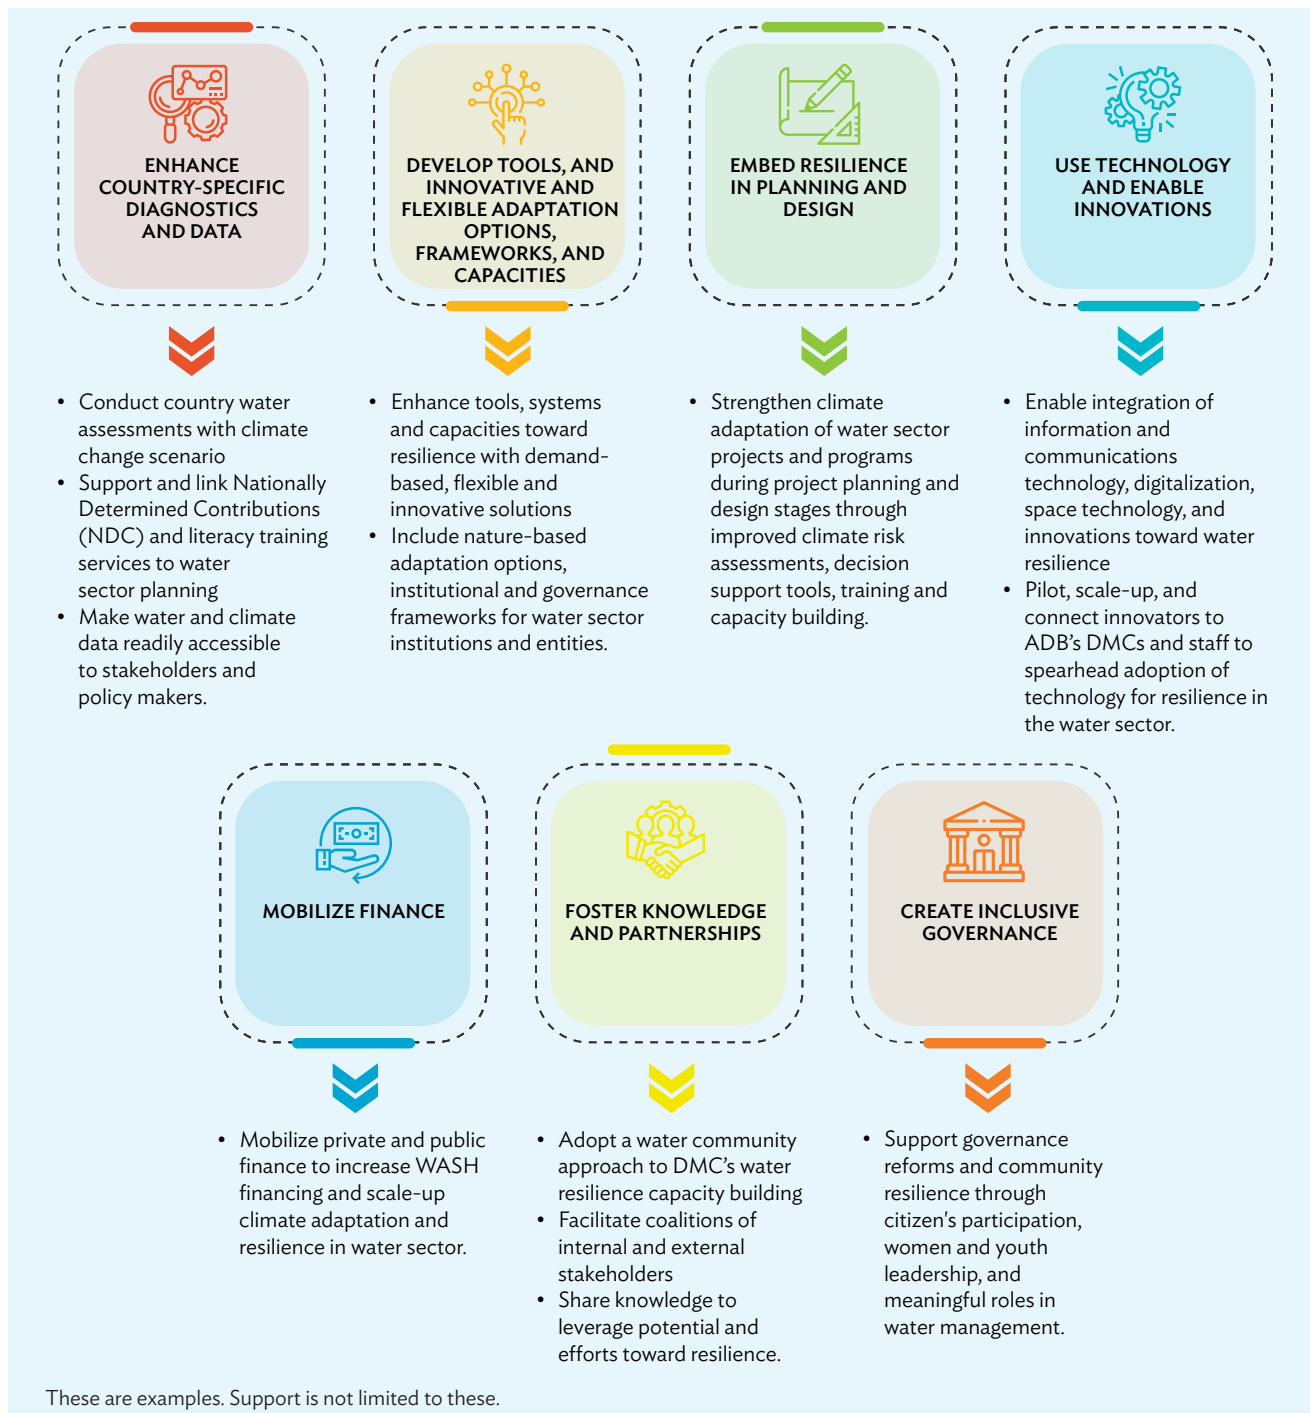 ENHANCE
COUNTRY-SPECIFIC
DIAGNOSTICS
AND DATA
• Conduct country water
assessments with climate
change scenario
• Support and link Nationally
Determined Contributions
(NDC) and literacy training
services to water
sector planning
• Make water and climate
data readily accessible
to stakeholders and
policy makers.
DEVELOP TOOLS, AND
INNOVATIVE AND
FLEXIBLE ADAPTATION
OPTIONS,
FRAMEWORKS, AND
CAPACITIES
• Enhance tools, systems
and capacities toward
resilience with demand-
based, flexible and
innovative solutions
• Include nature-based
adaptation options,
institutional and governance
frameworks for water sector
institutions and entities.
EMBED RESILIENCE
IN PLANNING AND
DESIGN
• Strengthen climate
adaptation of water sector
projects and programs
during project planning and
design stages through
improved climate risk
assessments, decision
support tools, training and
capacity building.
USE TECHNOLOGY
AND ENABLE
INNOVATIONS
• Enable integration of
information and
communications
technology, digitalization,
space technology, and
innovations toward water
resilience
• Pilot, scale-up, and
connect innovators to
ADB’s DMCs and staff to
spearhead adoption of
technology for resilience in
the water sector.
MOBILIZE FINANCE
• Mobilize private and public
finance to increase WASH
financing and scale-up
climate adaptation and
resilience in water sector.
FOSTER KNOWLEDGE
AND PARTNERSHIPS
• Adopt a water community
approach to DMC’s water
resilience capacity building
• Facilitate coalitions of
internal and external
stakeholders
• Share knowledge to
leverage potential and
efforts toward resilience.
CREATE INCLUSIVE
GOVERNANCE
• Support governance
reforms and community
resilience through
citizen's participation,
women and youth
leadership, and
meaningful roles in
water management.
These are examples. Support is not limited to these.